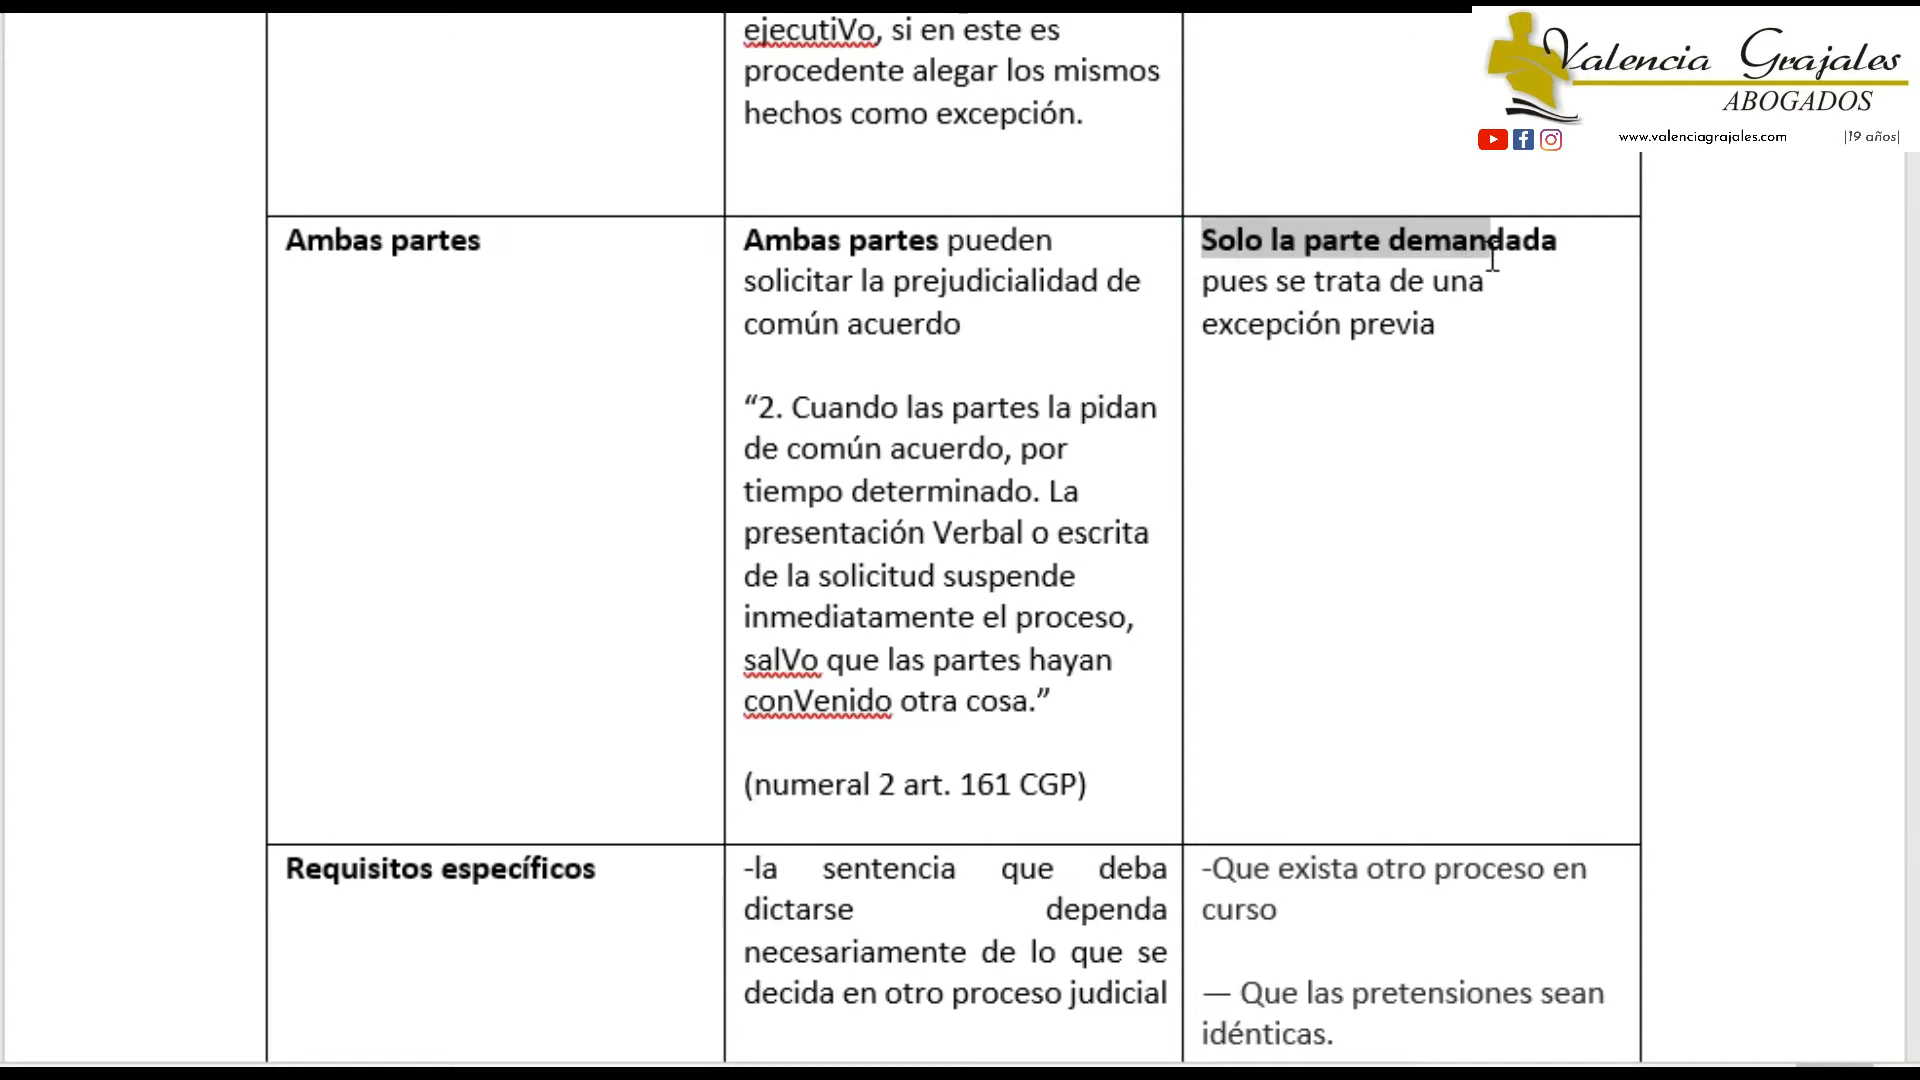 Valencia Grajales
ABOGADOS
www.valenciagrajales.com |19 años|
ejecutiVo, si en este es
procedente alegar los mismos
hechos como excepción.
Ambas partes
Ambas partes pueden
solicitar la prejudicialidad de
común acuerdo
“2. Cuando las partes la pidan
de común acuerdo, por
tiempo determinado. La
presentación Verbal o escrita
de la solicitud suspende
inmediatamente el proceso,
salVo que las partes hayan
conVenido otra cosa.”
(numeral 2 art. 161 CGP)
Solo la parte demandada
pues se trata de una
excepción previa
Requisitos específicos
-la sentencia que deba
dictarse dependa
necesariamente de lo que se
decida en otro proceso judicial
-Que exista otro proceso en
curso
— Que las pretensiones sean
idénticas.